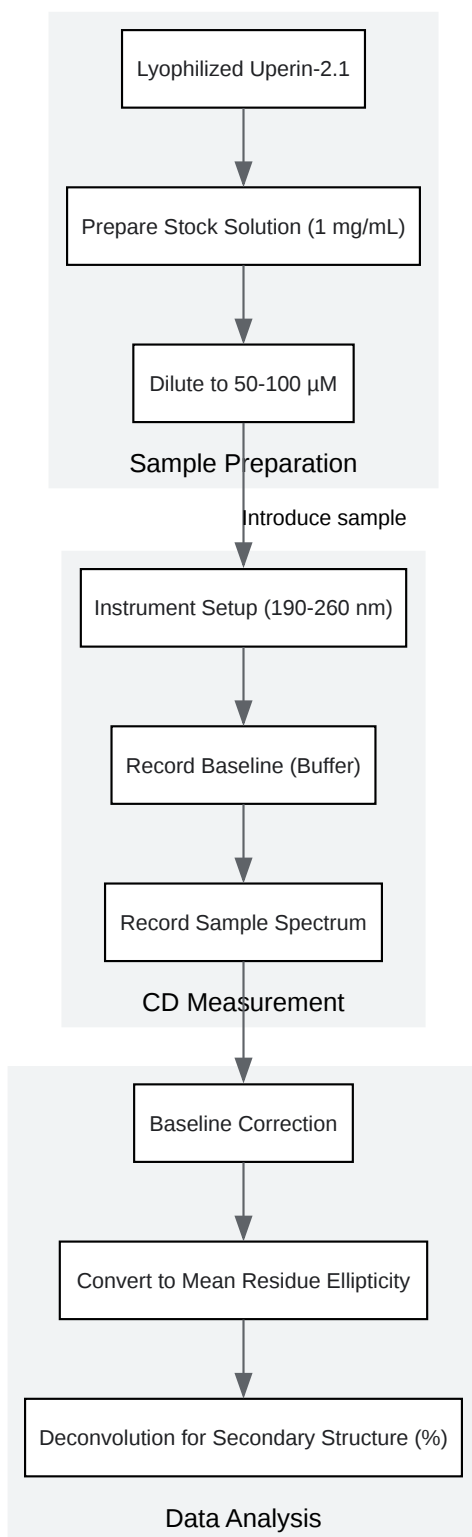 Lyophilized Uperin-2.1
Prepare Stock Solution (1 mg/mL)
Dilute to 50-100 µM
Sample Preparation
Introduce sample
Instrument Setup (190-260 nm)
Record Baseline (Buffer)
Record Sample Spectrum
CD Measurement
Baseline Correction
Convert to Mean Residue Ellipticity
Deconvolution for Secondary Structure (%)
Data Analysis